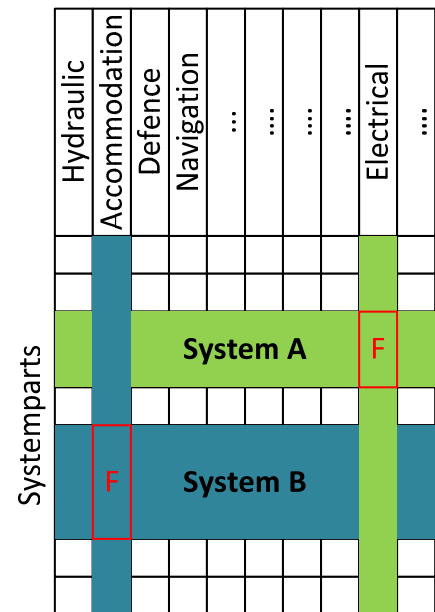 Hydraulic
Accommodation
Defence
Navigation
...
....
....
....
Electrical
....
Systemparts
System A
F
F
System B